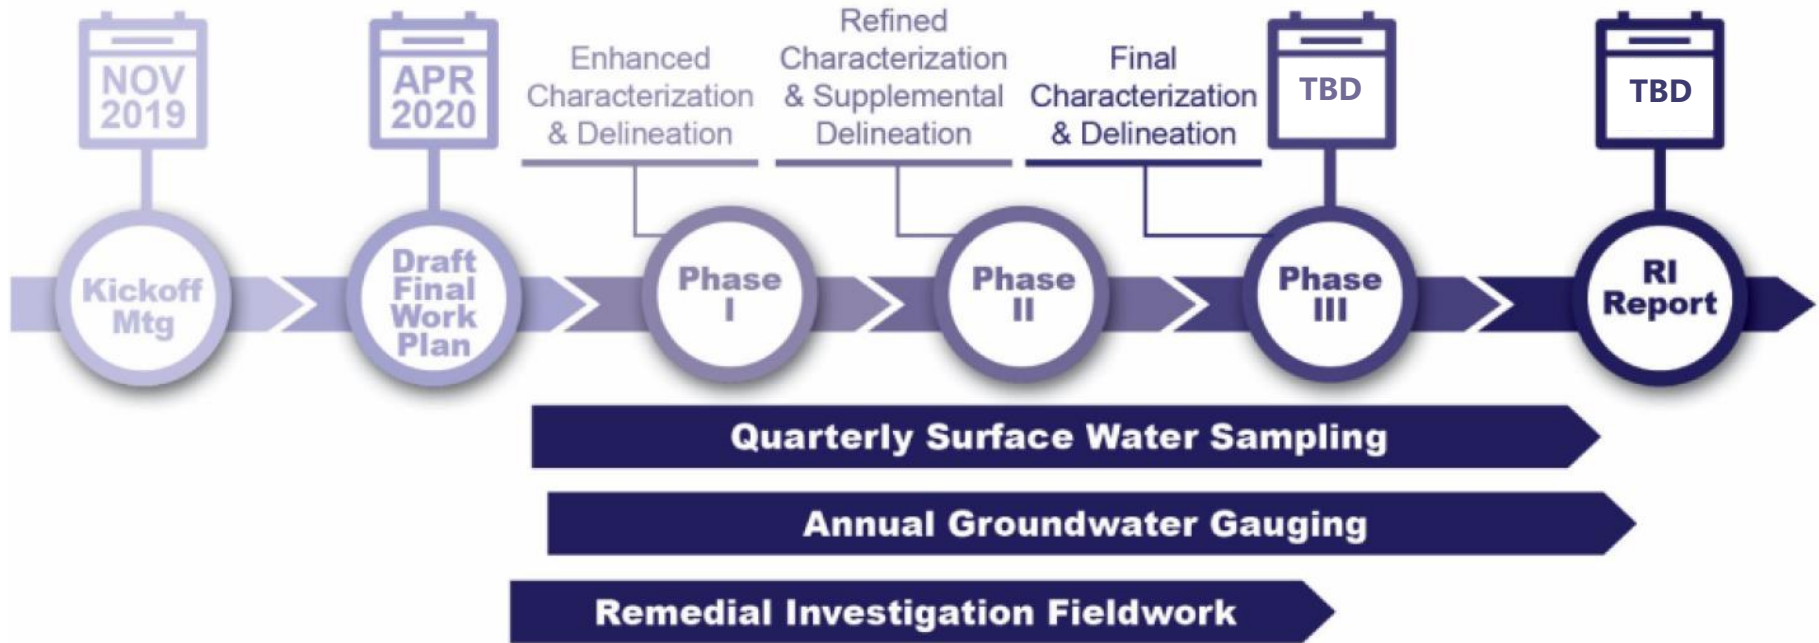 NOV
2019
APR
2020
Enhanced
Characterization
& Delineation
Refined
Characterization
& Supplemental
Delineation
Final
Characterization
& Delineation
TBD
TBD
Kickoff
Mtg
Draft
Final
Work
Plan
Phase
I
Phase
II
Phase
III
RI
Report
Quarterly Surface Water Sampling
Annual Groundwater Gauging
Remedial Investigation Fieldwork